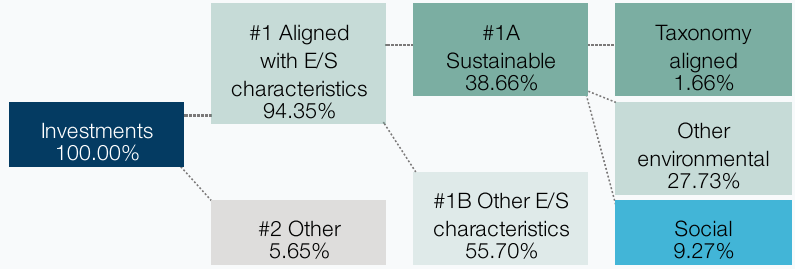 Investments
100.00%
#1 Aligned
with E/S
characteristics
94.35%
#2 Other
5.65%
#1A
Sustainable
38.66%
#1B Other E/S
characteristics
55.70%
Taxonomy
aligned
1.66%
Other
environmental
27.73%
Social
9.27%